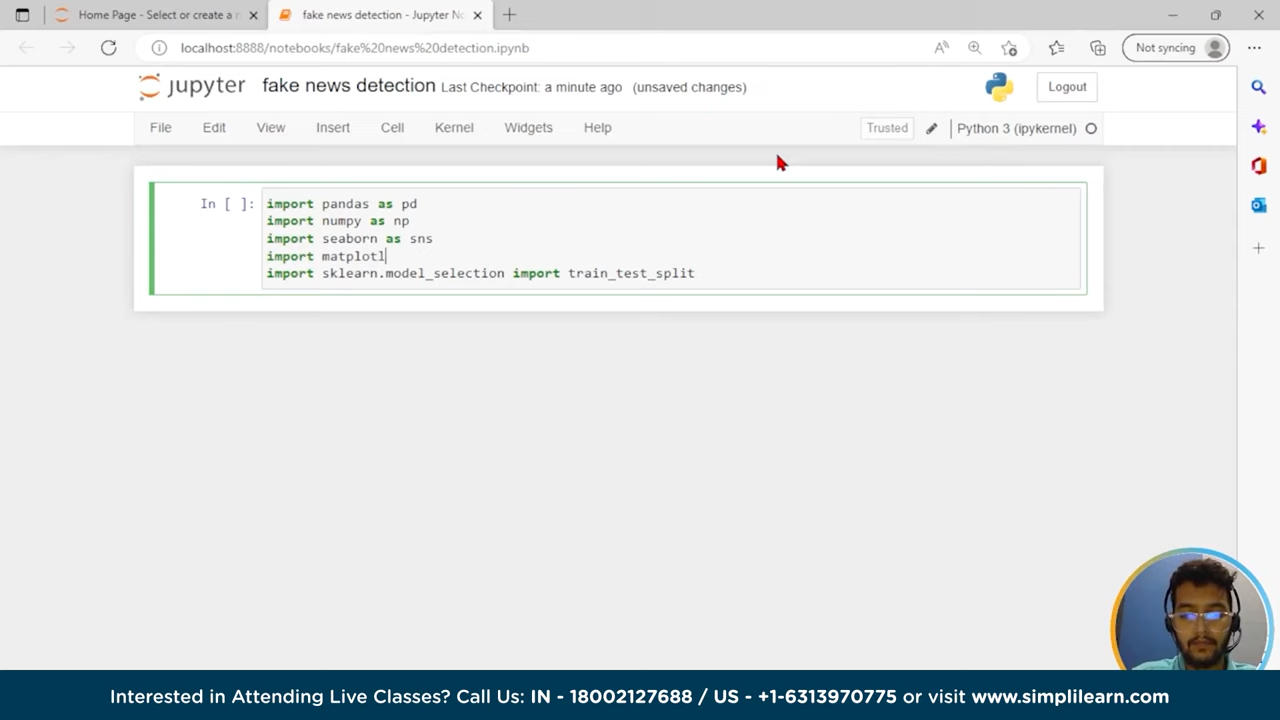 Home Page - Select or create a n
fake news detection - Jupyter No
localhost:8888/notebooks/fake%20news%20detection.ipynb
Not syncing
jupyter fake news detection Last Checkpoint: a minute ago (unsaved changes)
Logout
File Edit View Insert Cell Kernel Widgets Help
Trusted Python 3 (ipykernel)
In [ ]: import pandas as pd
import numpy as np
import seaborn as sns
import matplotl
import sklearn.model_selection import train_test_split
Interested in Attending Live Classes? Call Us: IN - 18002127688 / US - +1-6313970775 or visit www.simplilearn.com